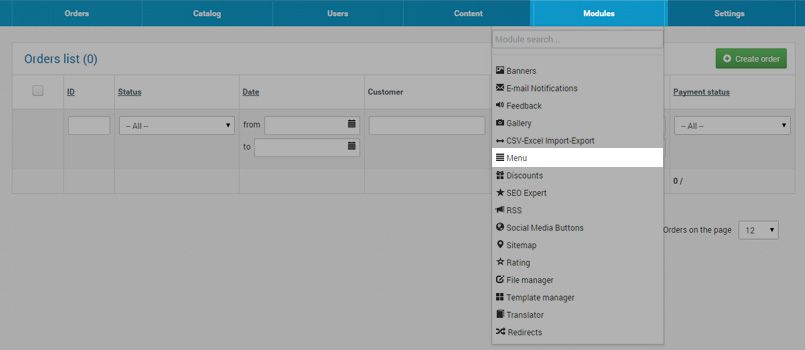 Orders Catalog Users Content Modules Settings
Module search...
Orders list (0)
Create order
ID Status Date Customer Payment status
-- All -- from -- All --
to
0 /
Orders on the page 12
Banners
E-mail Notifications
Feedback
Gallery
CSV-Excel Import-Export
Menu
Discounts
SEO Expert
RSS
Social Media Buttons
Sitemap
Rating
File manager
Template manager
Translator
Redirects